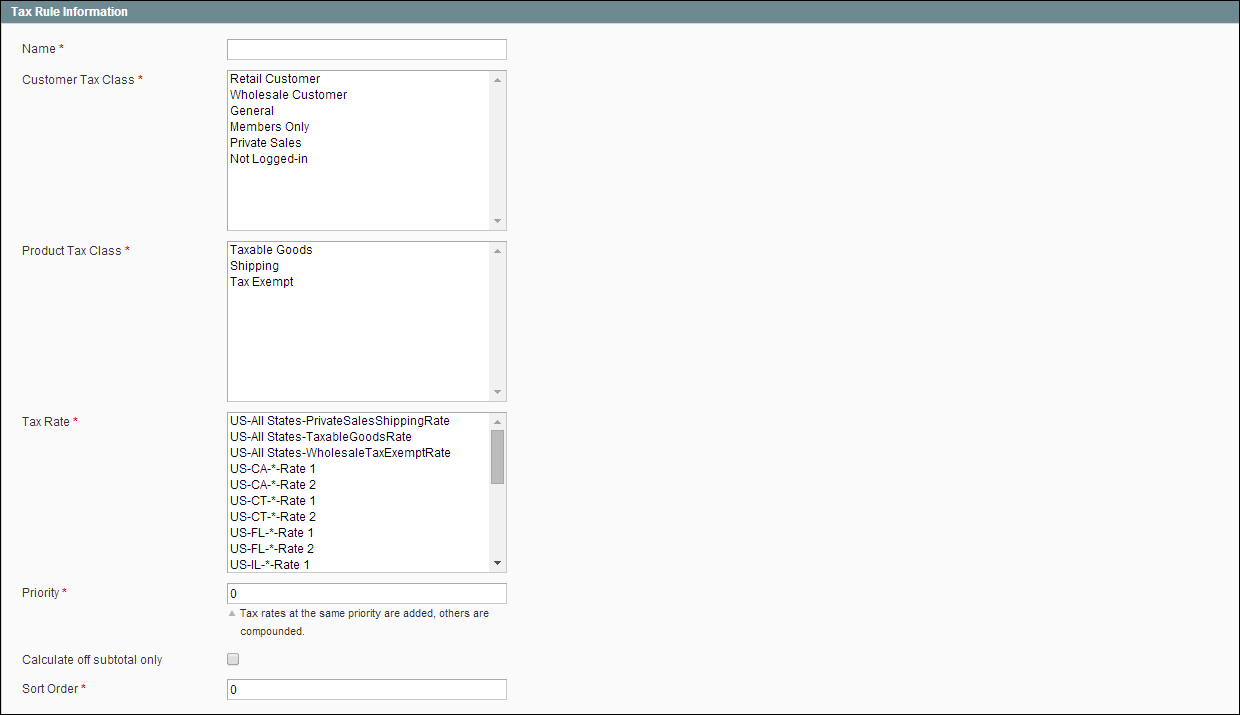 Tax Rule Information
Name *
Customer Tax Class *
Retail Customer
Wholesale Customer
General
Members Only
Private Sales
Not Logged-in
Product Tax Class *
Taxable Goods
Shipping
Tax Exempt
Tax Rate *
US-All States-PrivateSalesShippingRate
US-All States-TaxableGoodsRate
US-All States-WholesaleTaxExemptRate
US-CA-*-Rate 1
US-CA-*-Rate 2
US-CT-*-Rate 1
US-CT-*-Rate 2
US-FL-*-Rate 1
US-FL-*-Rate 2
US-IL-*-Rate 1
Priority *
0
Tax rates at the same priority are added, others are
compounded.
Calculate off subtotal only
Sort Order *
0